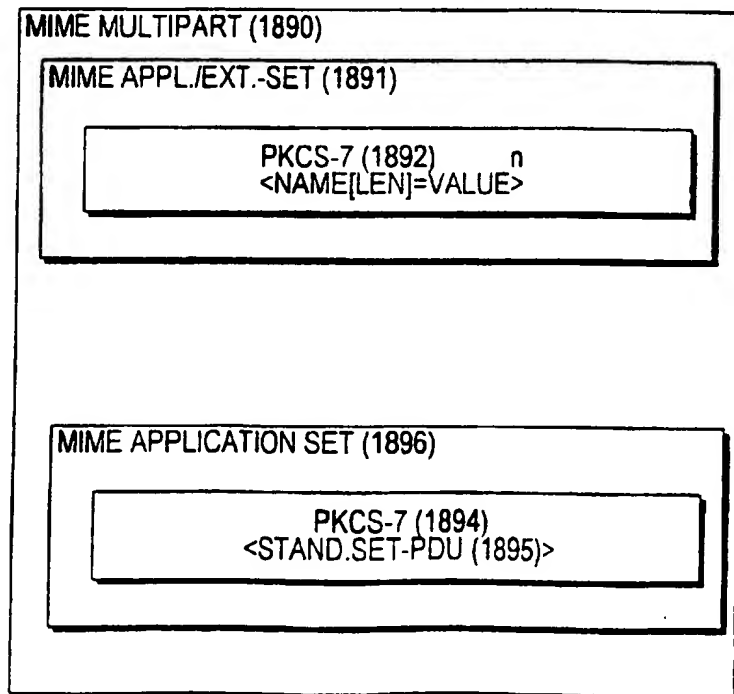 MIME MULTIPART (1890)
MIME APPL./EXT.-SET (1891)
PKCS-7 (1892) n
<NAME[LEN]=VALUE>
MIME APPLICATION SET (1896)
PKCS-7 (1894)
<STAND.SET-PDU (1895)>